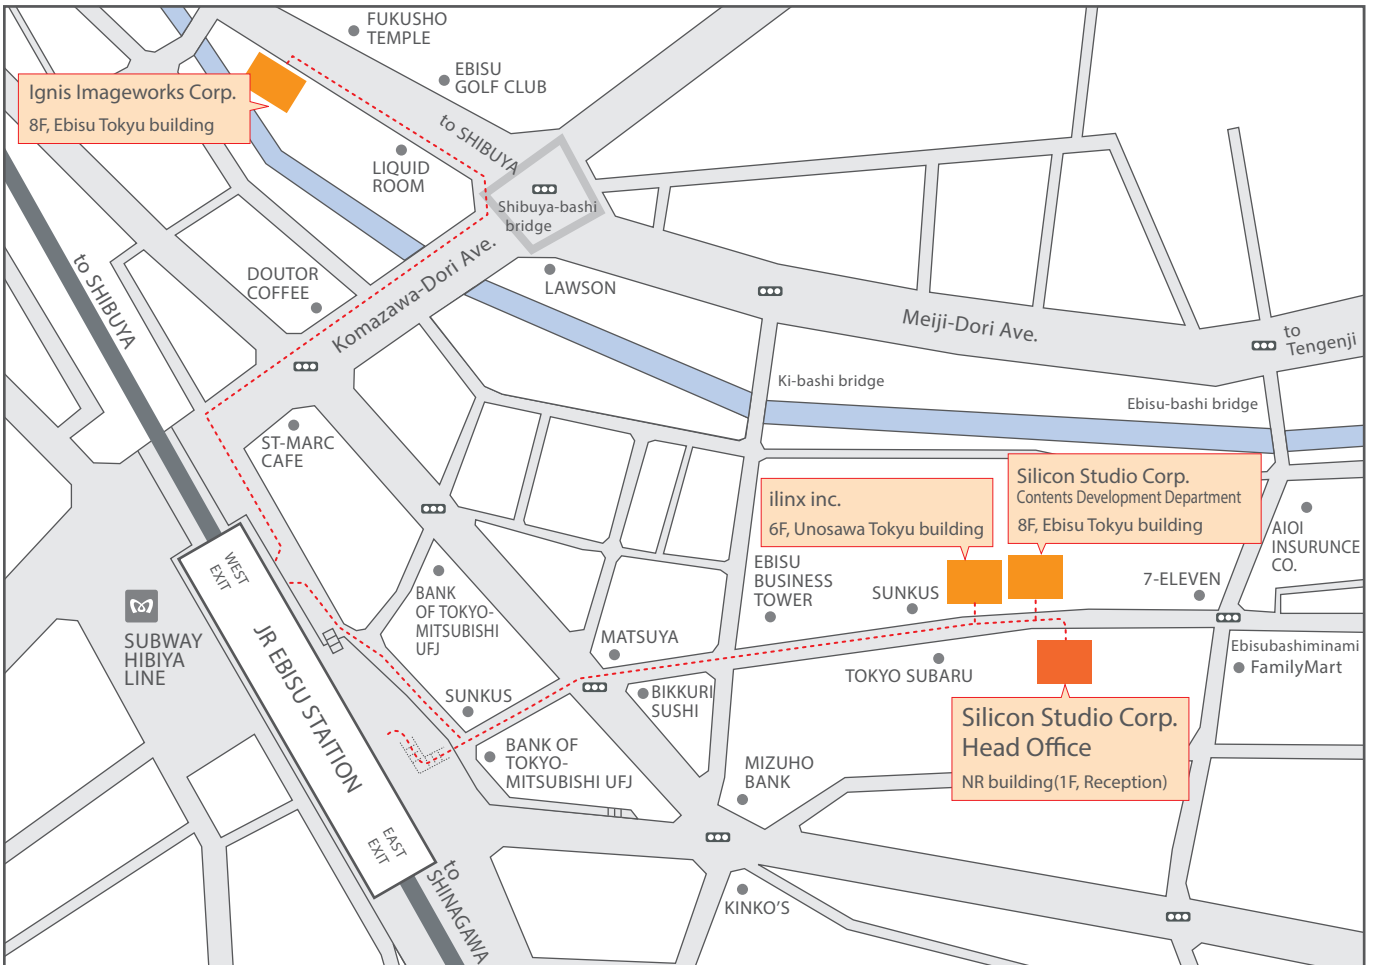 FUKUSHO
TEMPLE
EBISU
GOLF CLUB
Ignis Imageworks Corp.
8F, Ebisu Tokyu building
to SHIBUYA
LIQUID
ROOM
Shibuya-bashi
bridge
to SHIBUYA
DOUTOR
COFFEE
Komazawa-Dori Ave.
LAWSON
Meiji-Dori Ave.
to
Tengenji
Ki-bashi bridge
Ebisu-bashi bridge
ST-MARC
CAFE
Silicon Studio Corp.
Contents Development Department
8F, Ebisu Tokyu building
ilinx inc.
6F, Unosawa Tokyu building
AIOI
INSURUNCE
CO.
WEST
EXIT
EBISU
BUSINESS
TOWER
SUNKUS
7-ELEVEN
BANK
OF TOKYO-
MITSUBISHI
UFJ
SUBWAY
HIBIYA
LINE
JR EBISU STAITION
MATSUYA
Ebisubashiminami
FamilyMart
TOKYO SUBARU
SUNKUS
BIKKURI
SUSHI
Silicon Studio Corp.
Head Office
NR building(1F, Reception)
BANK OF
TOKYO-
MITSUBISHI UFJ
MIZUHO
BANK
EAST
EXIT
to
SHINAGAWA
KINKO'S